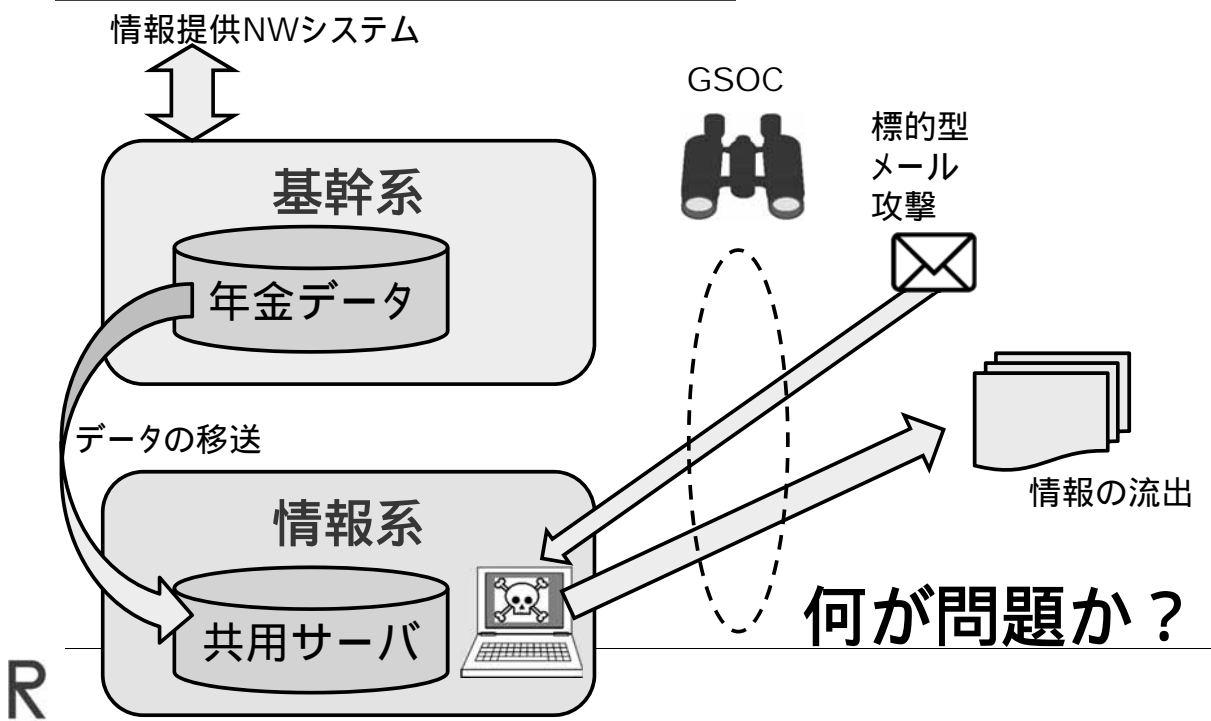 情報提供NWシステム
GSOC
標的型
メール
攻撃
基幹系
年金データ
データの移送
情報の流出
情報系
共用サーバ
何が問題か？
R